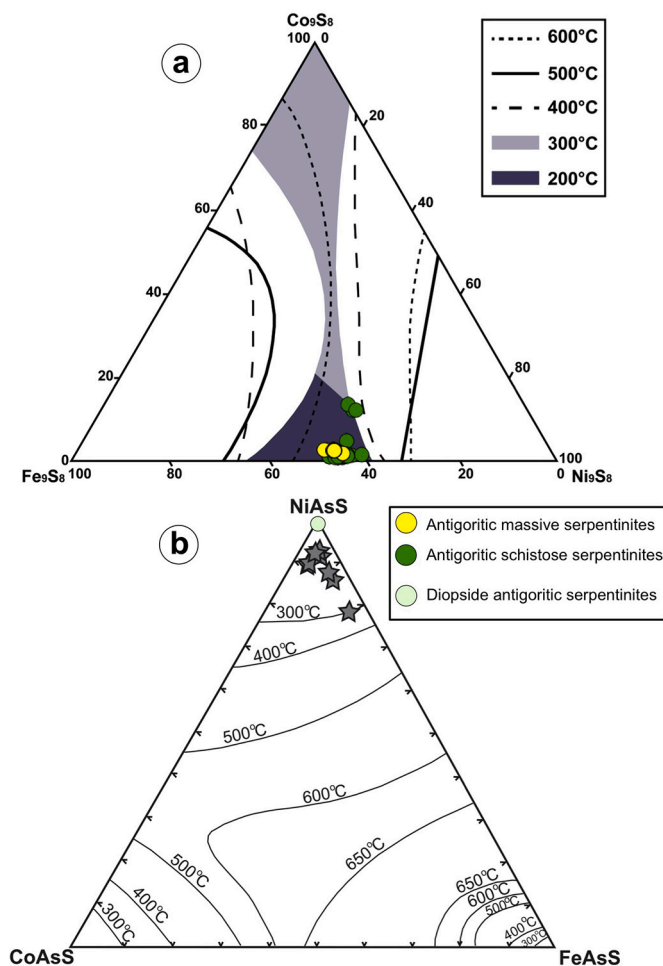 Co₉S₈
100 0
a
600°C
500°C
400°C
300°C
200°C
80
20
60
40
40
60
20
80
0
100
Fe₉S₈
100
80
60
40
20
0
Ni₉S₈
b
NiAsS
Antigoritic massive serpentinites
Antigoritic schistose serpentinites
Diopside antigoritic serpentinites
300°C
400°C
500°C
600°C
650°C
500°C
400°C
300°C
650°C
600°C
500°C
400°C
300°C
CoAsS
FeAsS